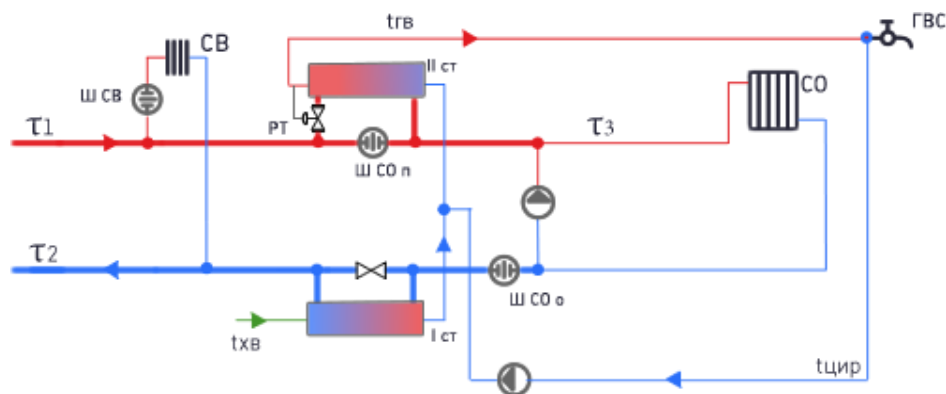 tгв
ГВС
СВ
II ст
Ш СВ
СО
τ1
РТ
τ3
Ш СО п
τ2
Ш СО о
I ст
tхв
tцир